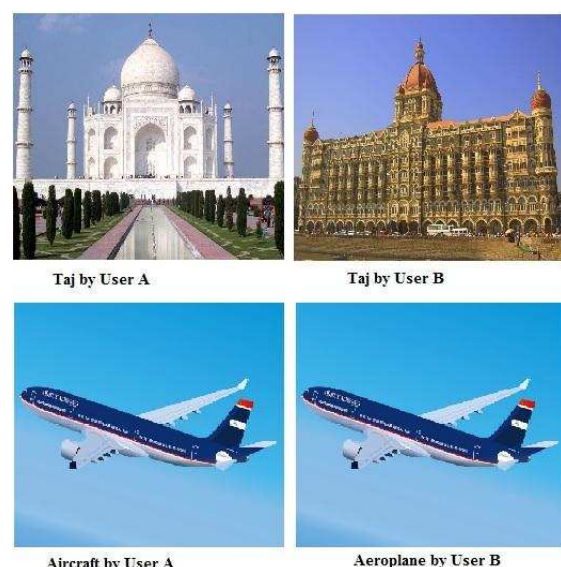 Taj by User A
Taj by User B
Aircraft by User A
Aeroplane by User B